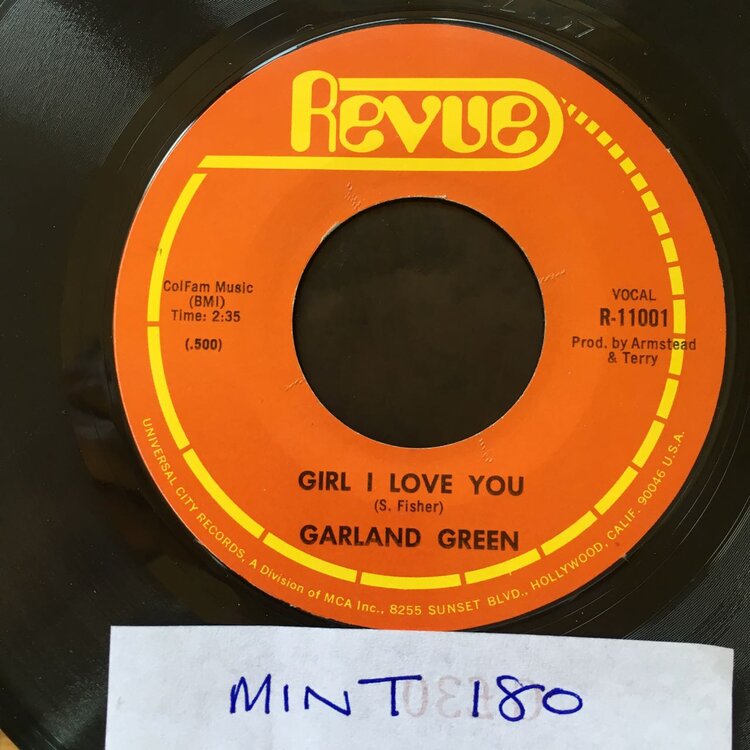 Revue
ColFam Music
(BMI)
Time: 2:35
(.500)
VOCAL
R-11001
Prod. by Armstead
& Terry
GIRL I LOVE YOU
(S. Fisher)
GARLAND GREEN
UNIVERSAL CITY RECORDS, A Division of MCA Inc., 8255 SUNSET BLVD., HOLLYWOOD, CALIF. 90046 U.S.A.
MINT 180